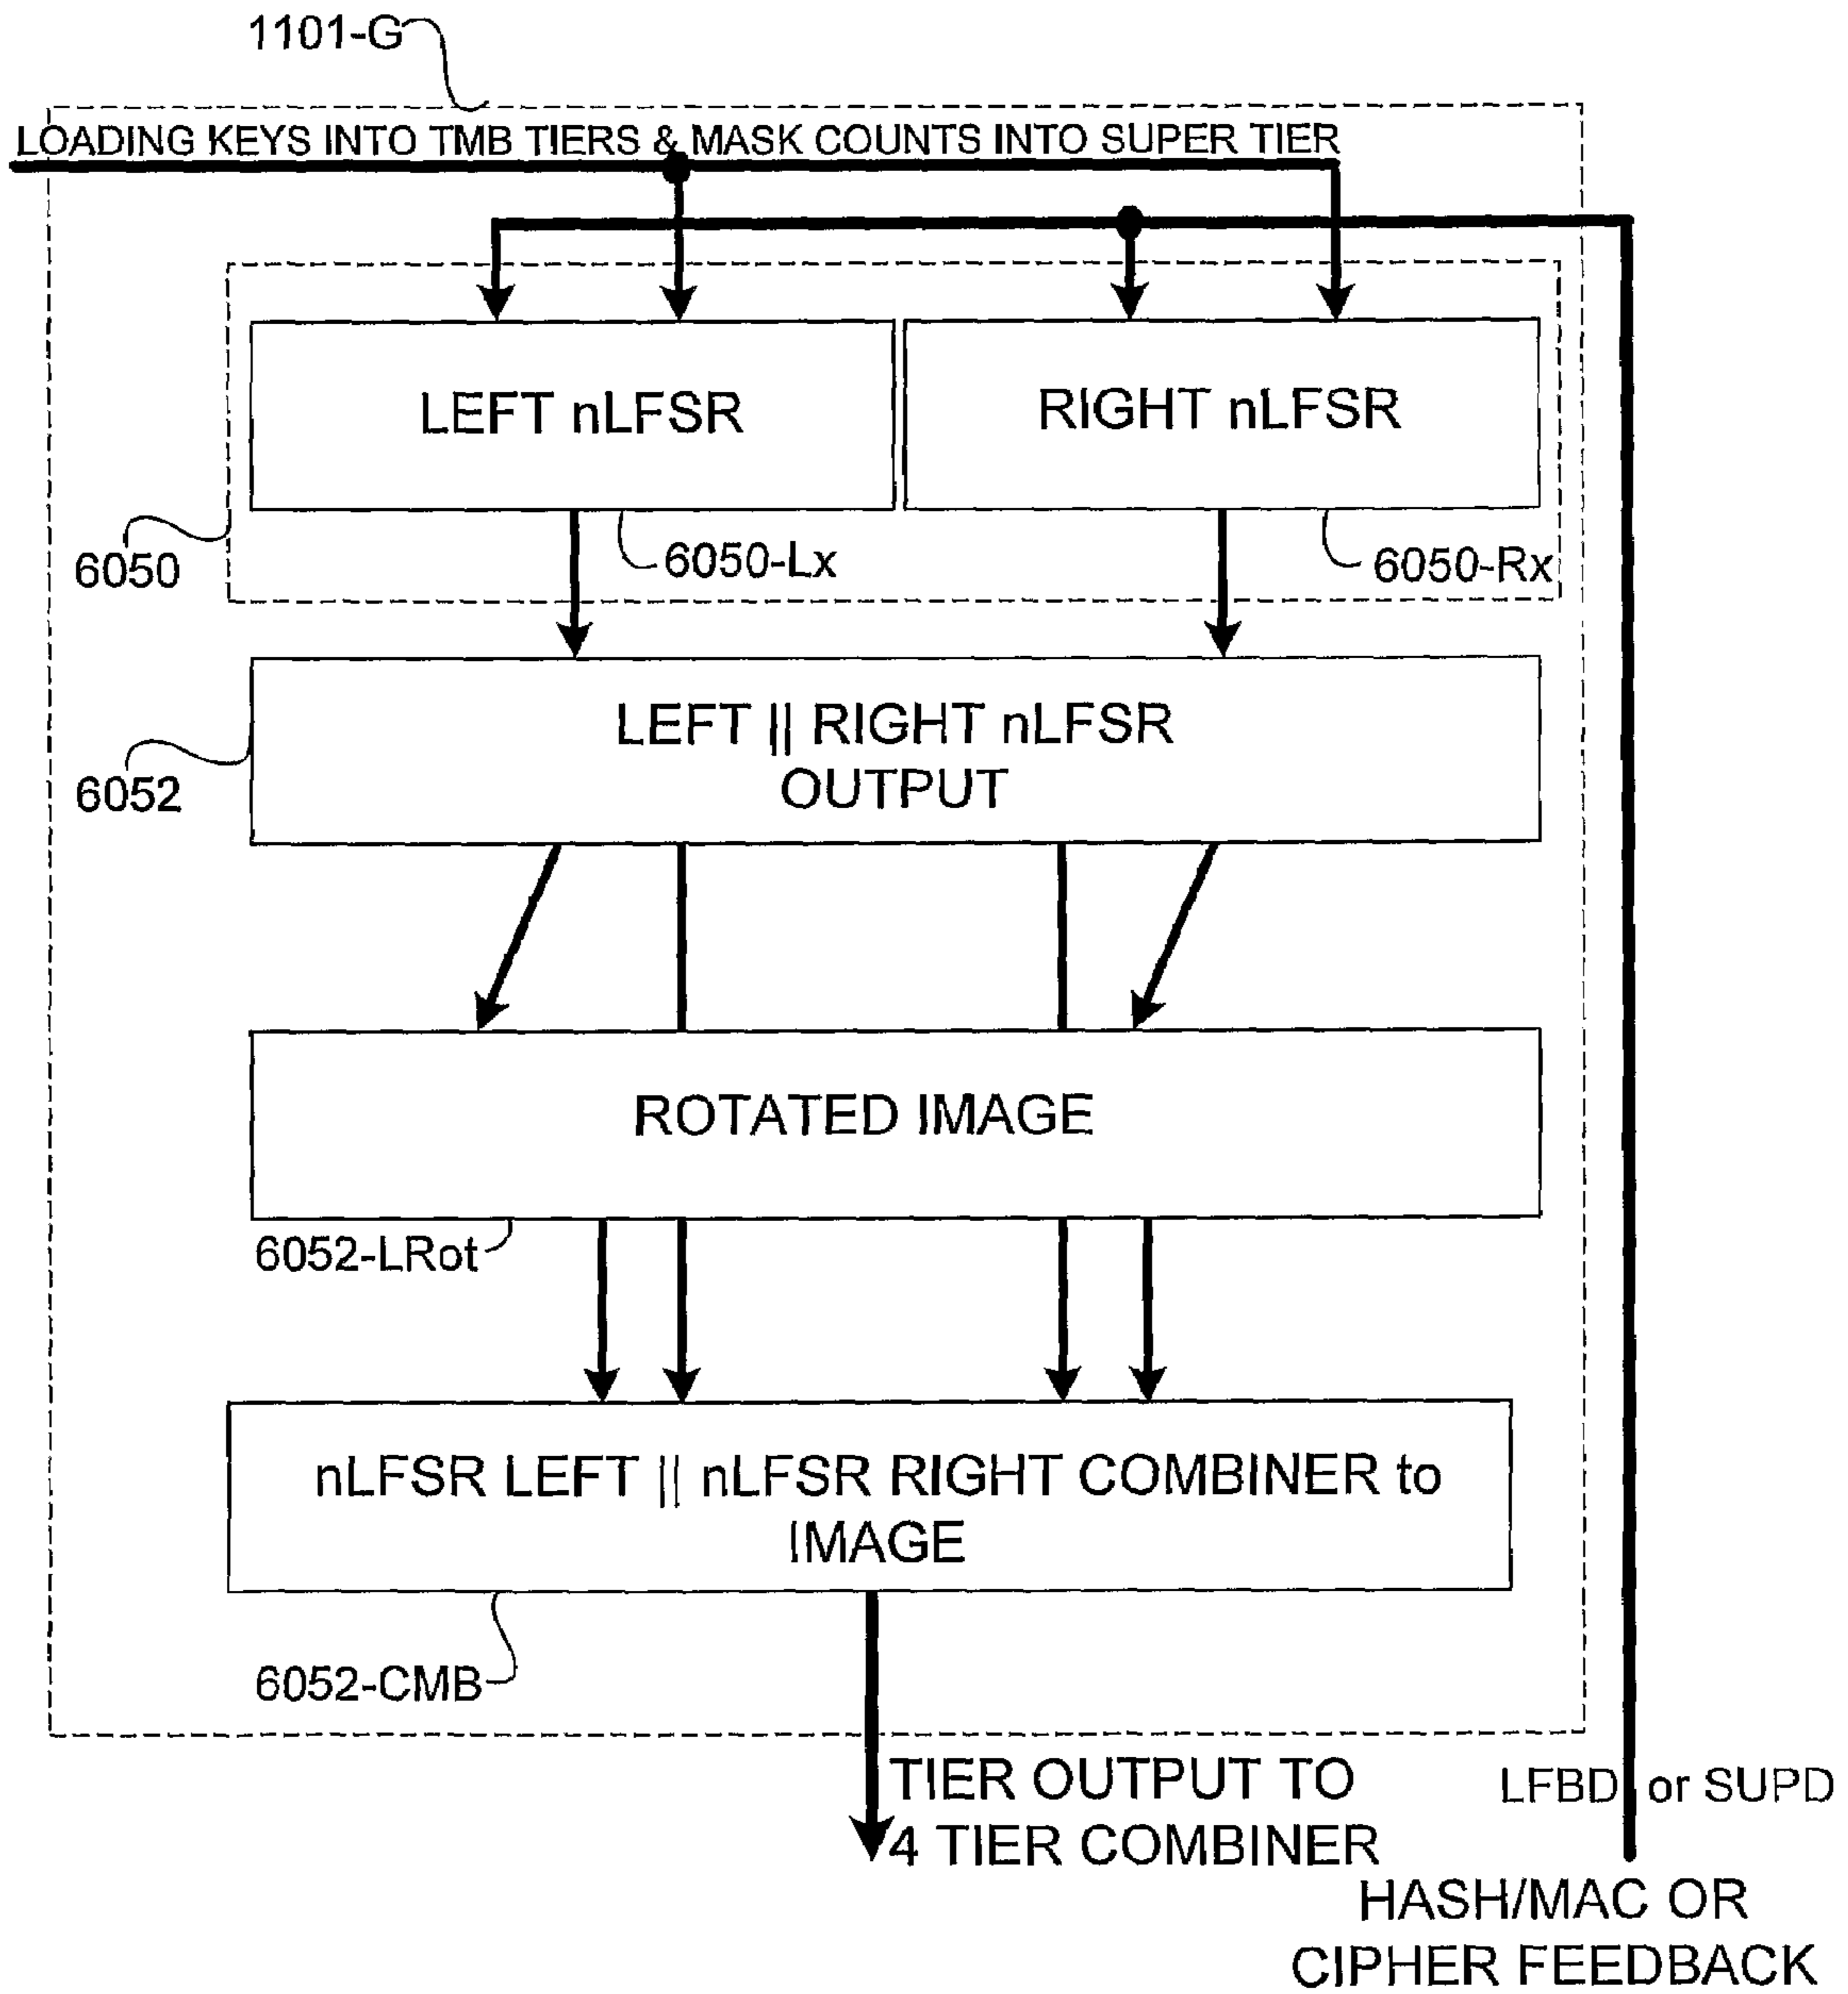 1101-G
LOADING KEYS INTO TMB TIERS & MASK COUNTS INTO SUPER TIER
LEFT nLFSR
RIGHT nLFSR
6050
6050-Lx
6050-Rx
LEFT || RIGHT nLFSR
OUTPUT
6052
ROTATED IMAGE
6052-LRot
nLFSR LEFT || nLFSR RIGHT COMBINER to
IMAGE
6052-CMB
TIER OUTPUT TO
4 TIER COMBINER
LFBD or SUPD
HASH/MAC OR
CIPHER FEEDBACK